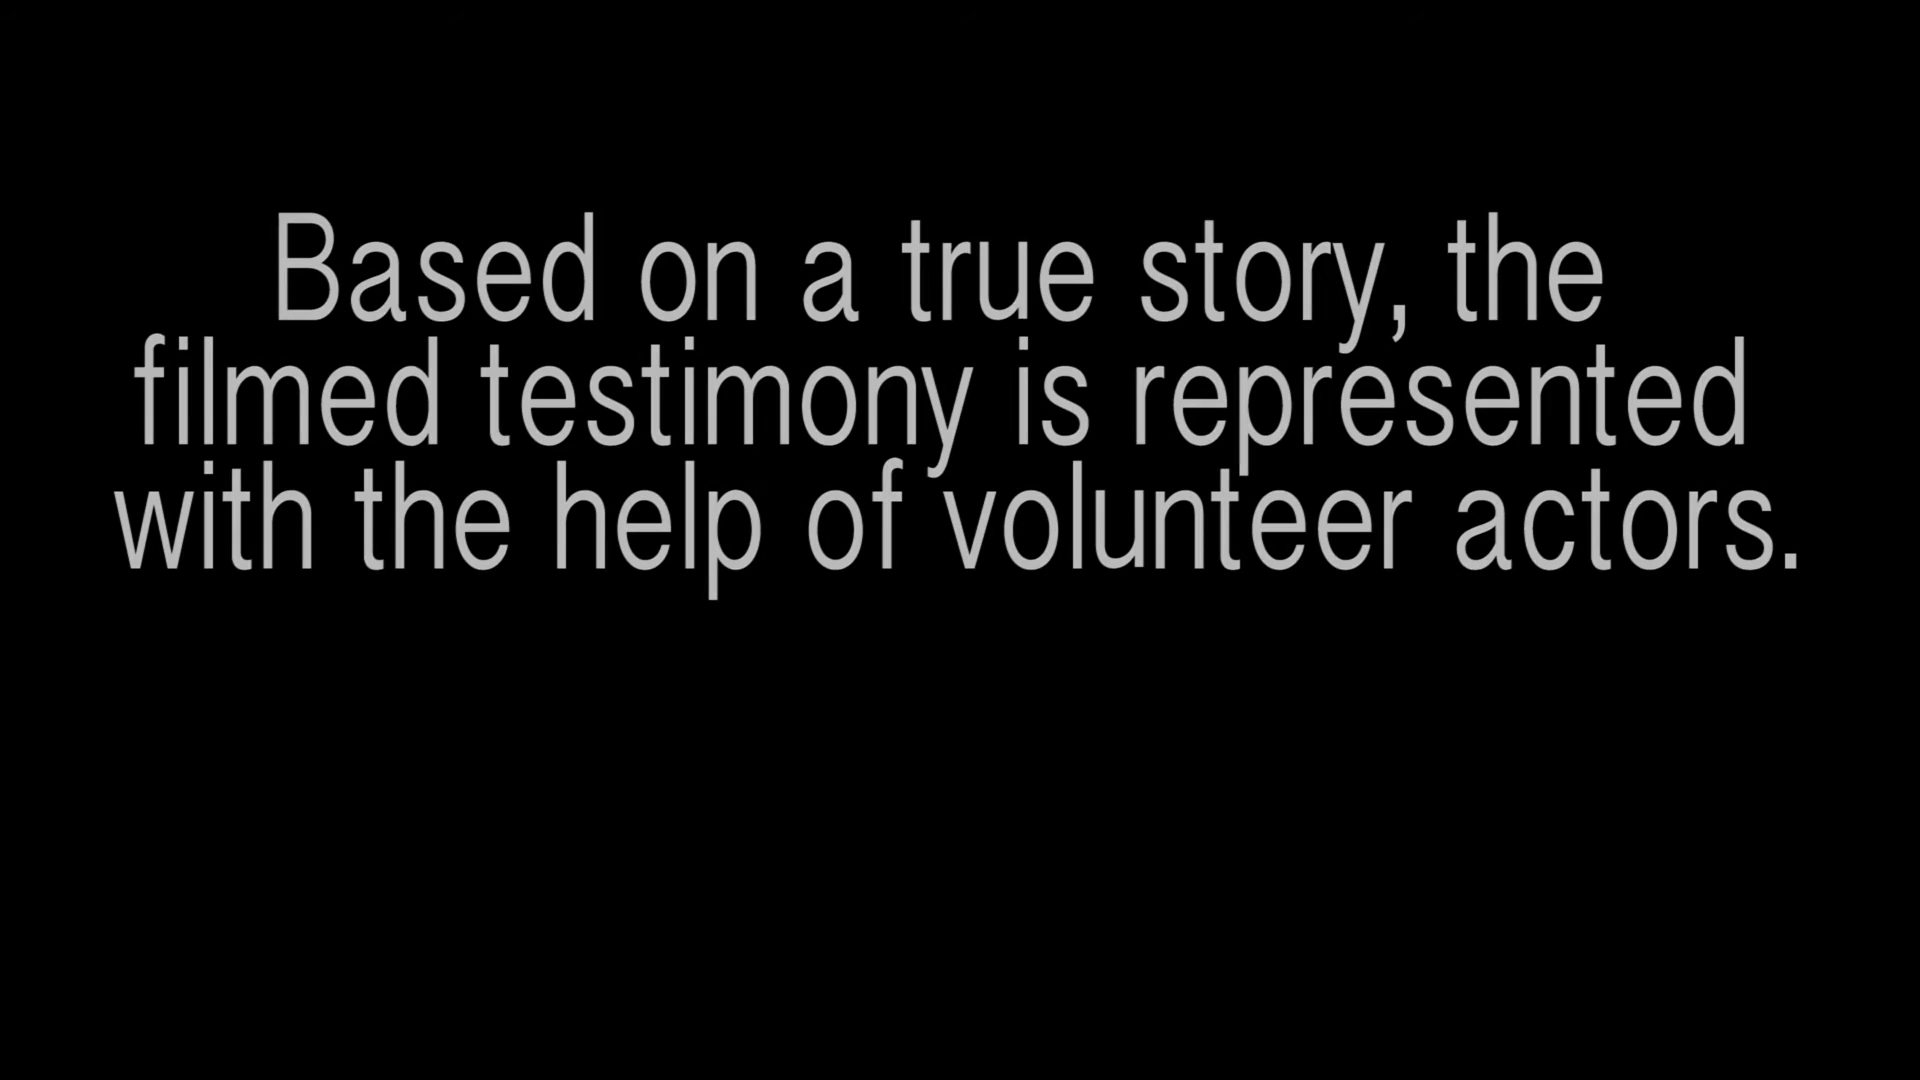 Based on a true story, the
filmed testimony is represented
with the help of volunteer actors.